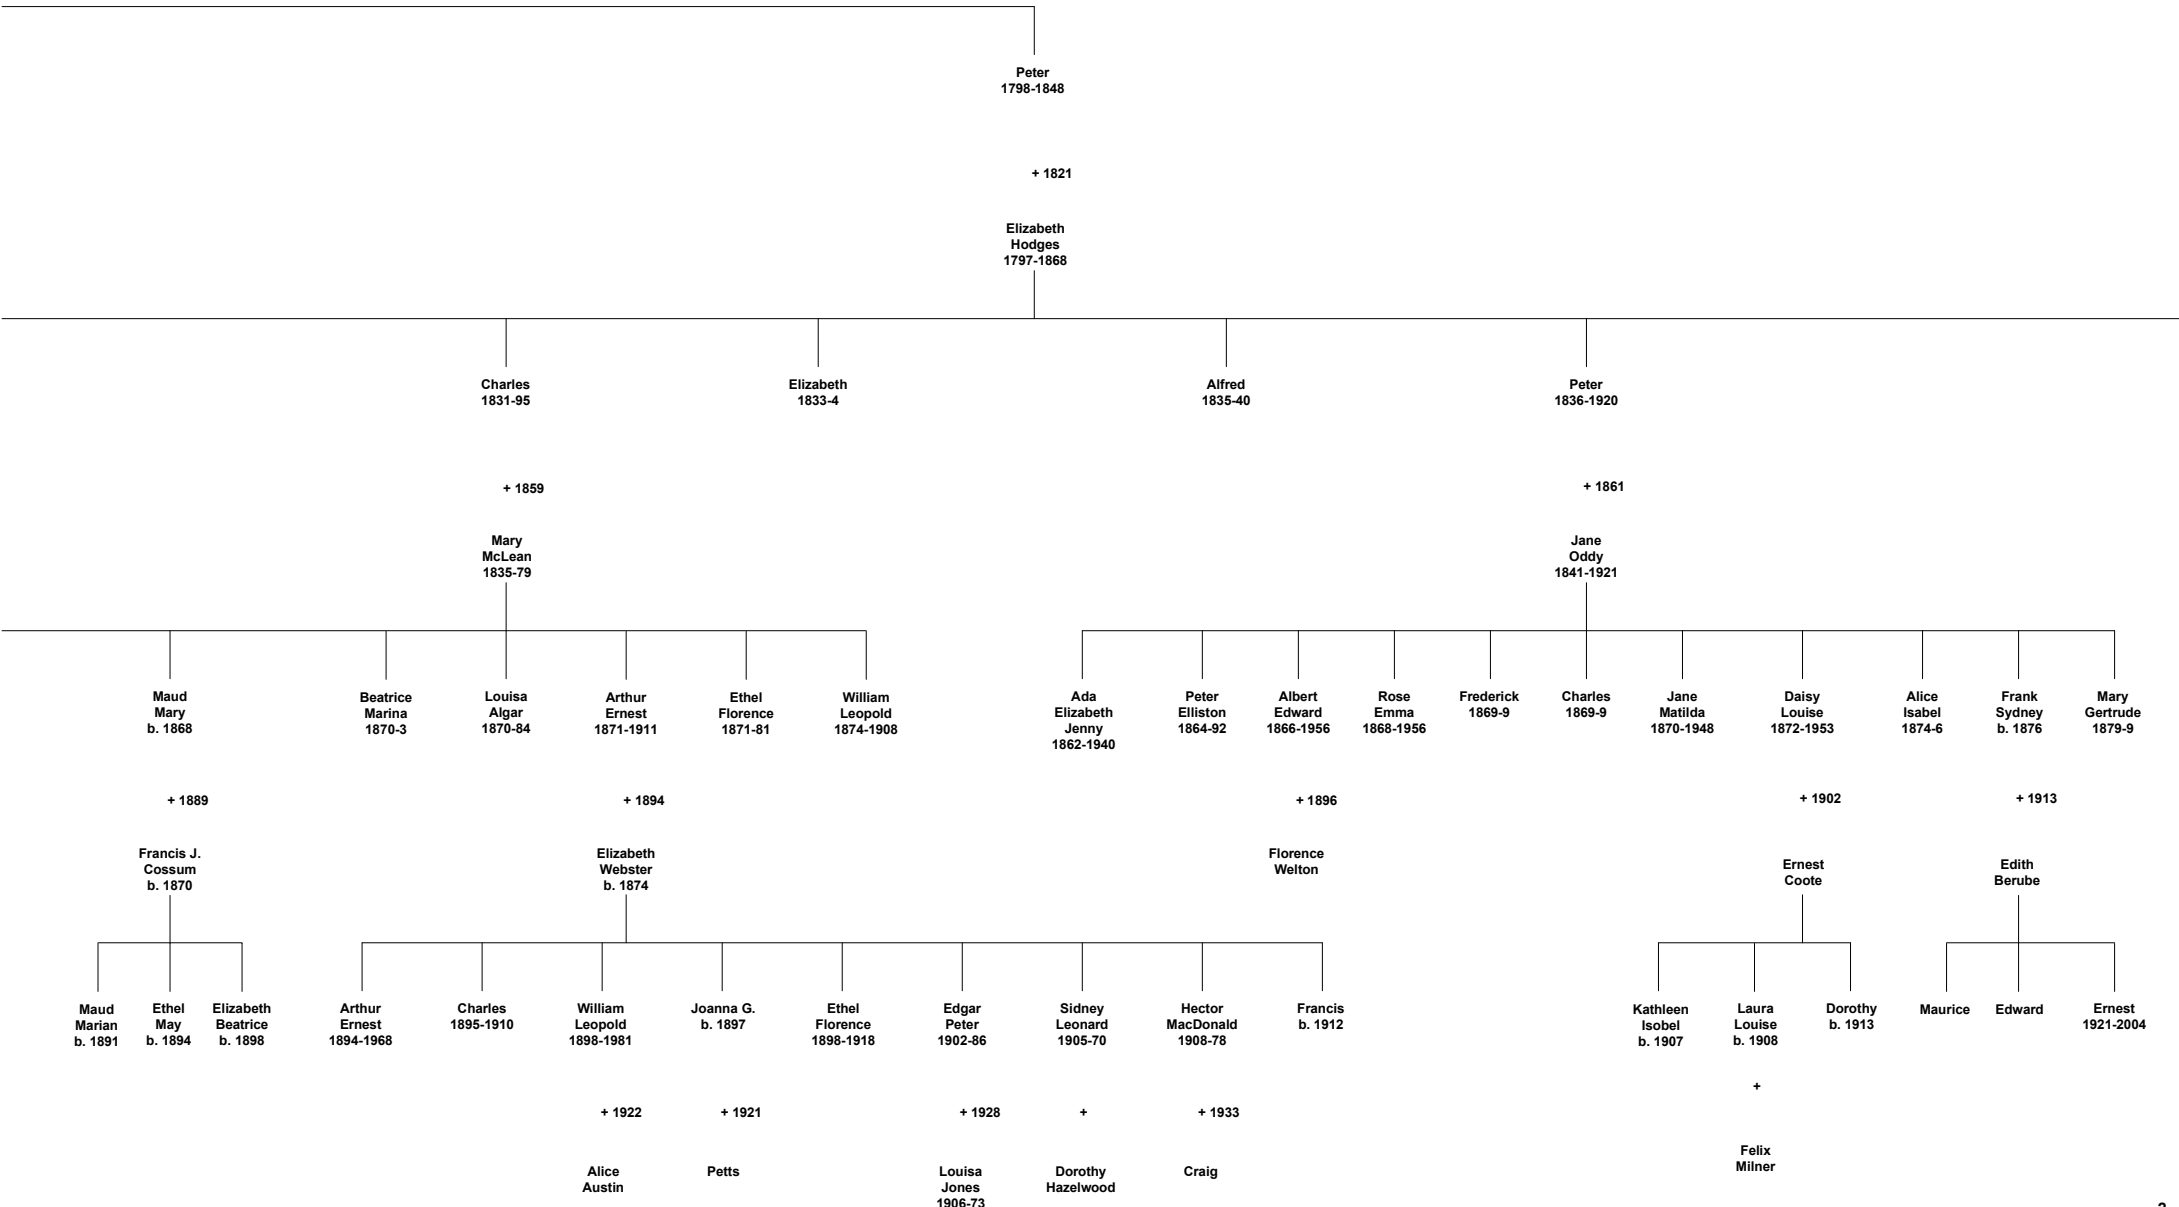 Peter
1798-1848
+ 1821
Elizabeth
Hodges
1797-1868
Charles
1831-95
Elizabeth
1833-4
Alfred
1835-40
Peter
1836-1920
+ 1859
+ 1861
Mary
McLean
1835-79
Jane
Oddy
1841-1921
Maud
Mary
b. 1868
Beatrice
Marina
1870-3
Louisa
Algar
1870-84
Arthur
Ernest
1871-1911
Ethel
Florence
1871-81
William
Leopold
1874-1908
Ada
Elizabeth
Jenny
1862-1940
Peter
Elliston
1864-92
Albert
Edward
1866-1956
Rose
Emma
1868-1956
Frederick
1869-9
Charles
1869-9
Jane
Matilda
1870-1948
Daisy
Louise
1872-1953
Alice
Isabel
1874-6
Frank
Sydney
b. 1876
Mary
Gertrude
1879-9
+ 1889
+ 1894
+ 1896
+ 1902
+ 1913
Francis J.
Cossum
b. 1870
Elizabeth
Webster
b. 1874
Florence
Welton
Ernest
Coote
Edith
Berube
Maud
Marian
b. 1891
Ethel
May
b. 1894
Elizabeth
Beatrice
b. 1898
Arthur
Ernest
1894-1968
Charles
1895-1910
William
Leopold
1898-1981
Joanna G.
b. 1897
Ethel
Florence
1898-1918
Edgar
Peter
1902-86
Sidney
Leonard
1905-70
Hector
MacDonald
1908-78
Francis
b. 1912
Kathleen
Isobel
b. 1907
Laura
Louise
b. 1908
Dorothy
b. 1913
Maurice
Edward
Ernest
1921-2004
+
+ 1922
+ 1921
+ 1928
+
+ 1933
Felix
Milner
Alice
Austin
Petts
Louisa
Jones
1906-73
Dorothy
Hazelwood
Craig